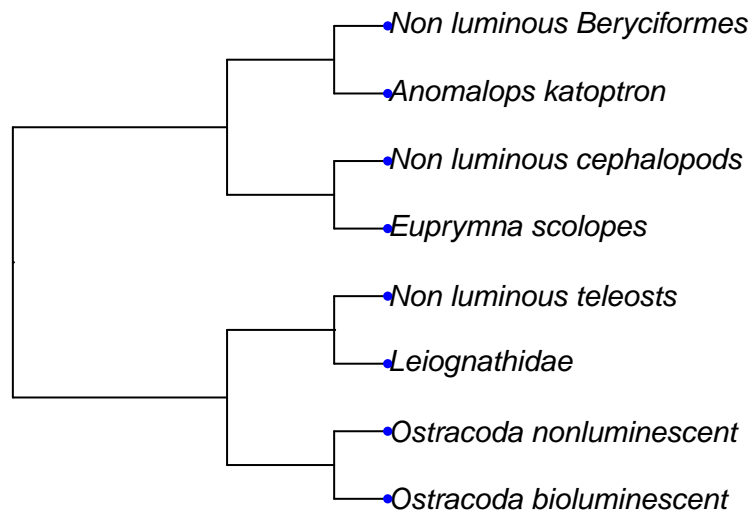 Non luminous Beryciformes
Anomalops katoptron
Non luminous cephalopods
Euprymna scolopes
Non luminous teleosts
Leiognathidae
Ostracoda nonluminescent
Ostracoda bioluminescent